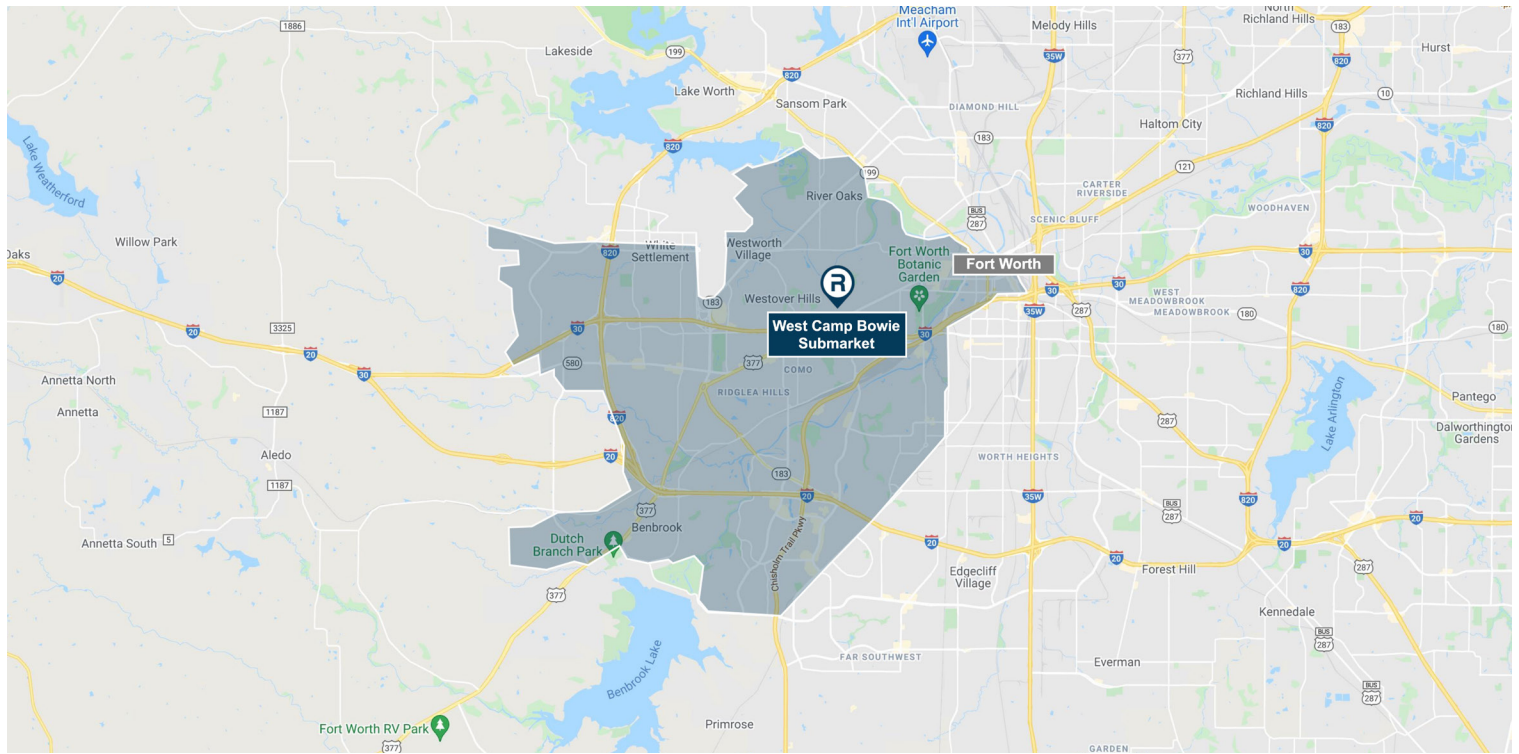 Meacham
Int'l Airport
Melody Hills
North
Richland Hills
1886
183
Hurst
Lakeside
199
820
35W
377
820
Lake Worth
Sansom Park
DIAMOND HILL
Richland Hills
10
820
Haltom City
820
183
820
Lake Weatherford
121
199
CARTER
RIVERSIDE
River Oaks
BUS
287
SCENIC BLUFF
WOODHAVEN
Willow Park
Oaks
820
White
Settlement
Westworth
Village
Fort Worth
Botanic
Garden
Fort Worth
30
20
R
30
30
820
WEST
MEADOWBROOK
MEADOWBROOK
183
Westover Hills
35W
287
180
180
West Camp Bowie
Submarket
3325
20
30
30
20
580
377
COMO
30
Annetta North
RIDGLEA HILLS
Pantego
Annetta
1187
820
287
Lake Arlington
Dalworthington
Gardens
Aledo
20
WORTH HEIGHTS
183
1187
20
35W
820
377
BUS
287
20
Benbrook
Annetta South
5
Dutch
Branch Park
20
20
20
Chisholm Trail Pkwy
Edgecliff
Village
Forest Hill
287
377
Kennedale
BUS
287
Benbrook Lake
FAR SOUTHWEST
Everman
BUS
287
Primrose
Fort Worth RV Park
377
GARDEN